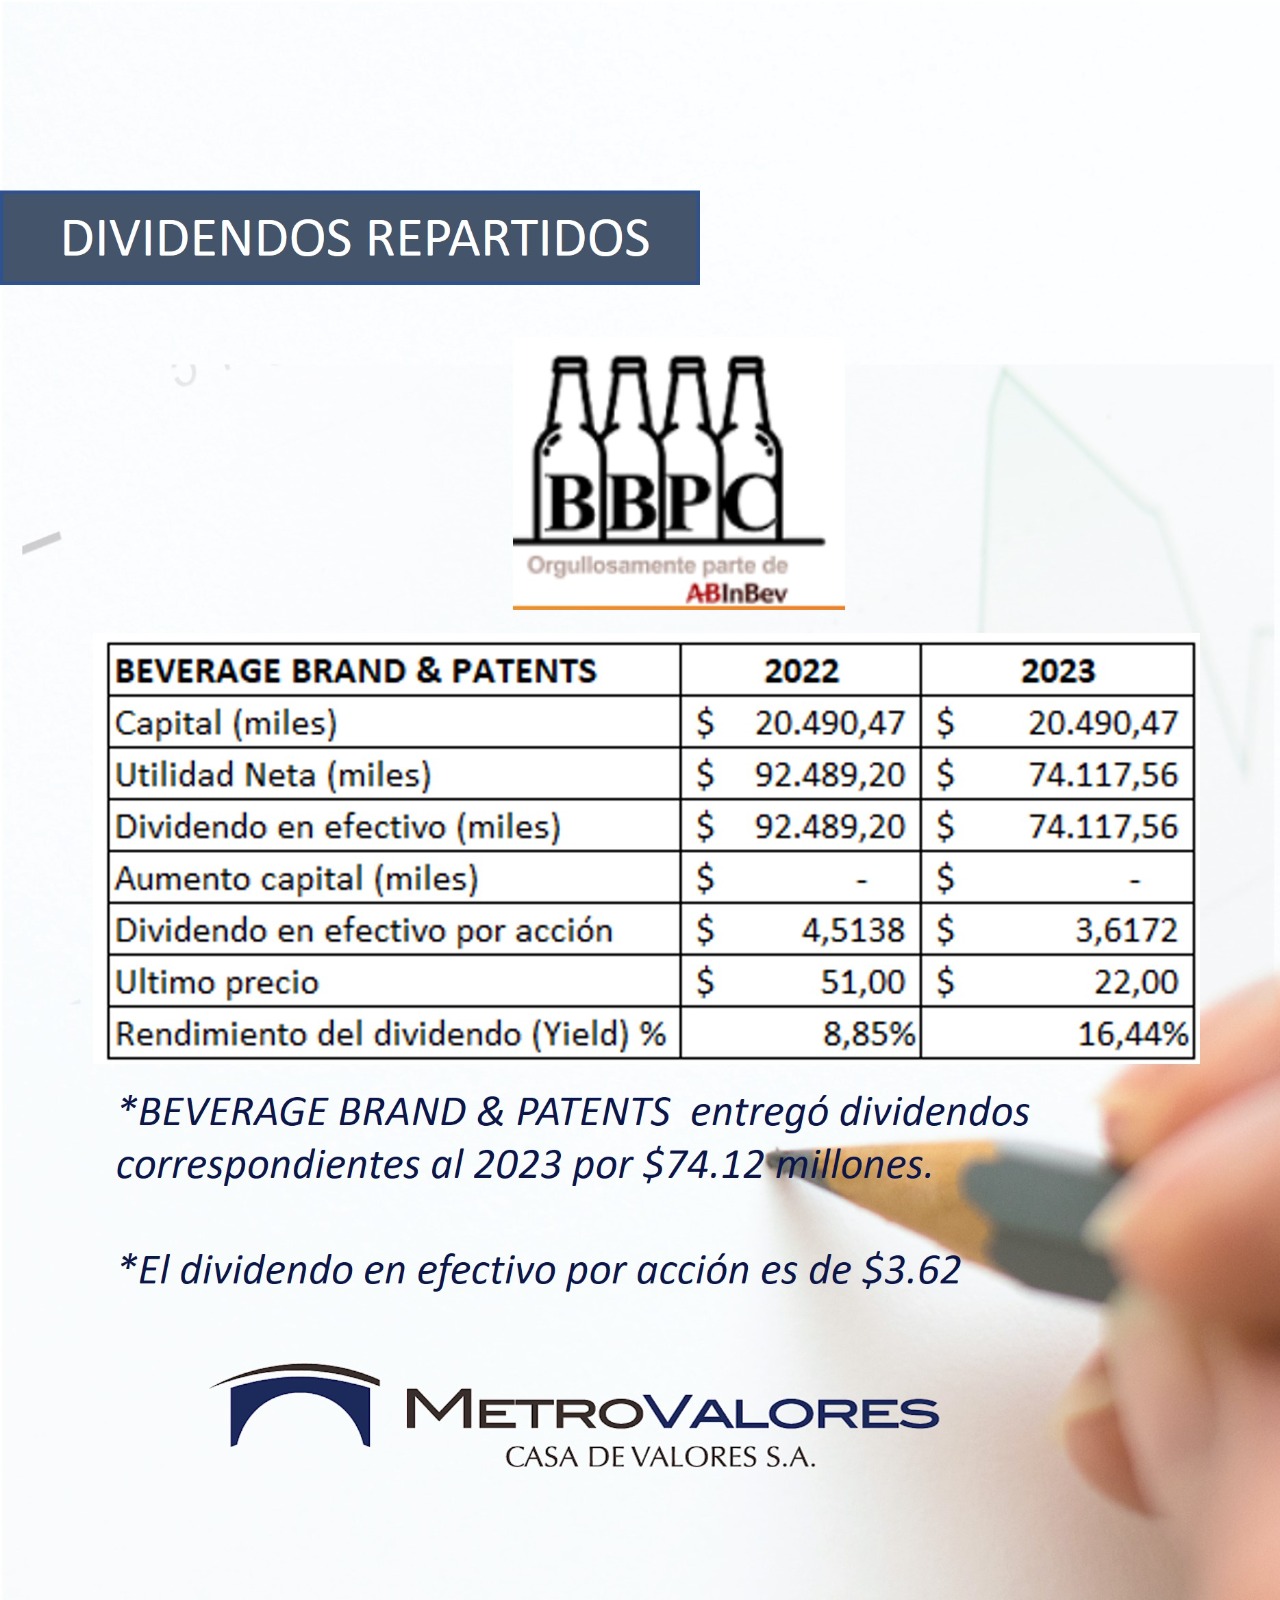 DIVIDENDOS REPARTIDOS
BBPC
Orgullosamente parte de
ABInBev
BEVERAGE BRAND & PATENTS 2022 2023
Capital (miles) $ 20.490,47 $ 20.490,47
Utilidad Neta (miles) $ 92.489,20 $ 74.117,56
Dividendo en efectivo (miles) $ 92.489,20 $ 74.117,56
Aumento capital (miles) $ - $ -
Dividendo en efectivo por acción $ 4,5138 $ 3,6172
Ultimo precio $ 51,00 $ 22,00
Rendimiento del dividendo (Yield) % 8,85% 16,44%
*BEVERAGE BRAND & PATENTS entregó dividendos
correspondientes al 2023 por $74.12 millones.
*El dividendo en efectivo por acción es de $3.62
METROVALORES
CASA DE VALORES S.A.